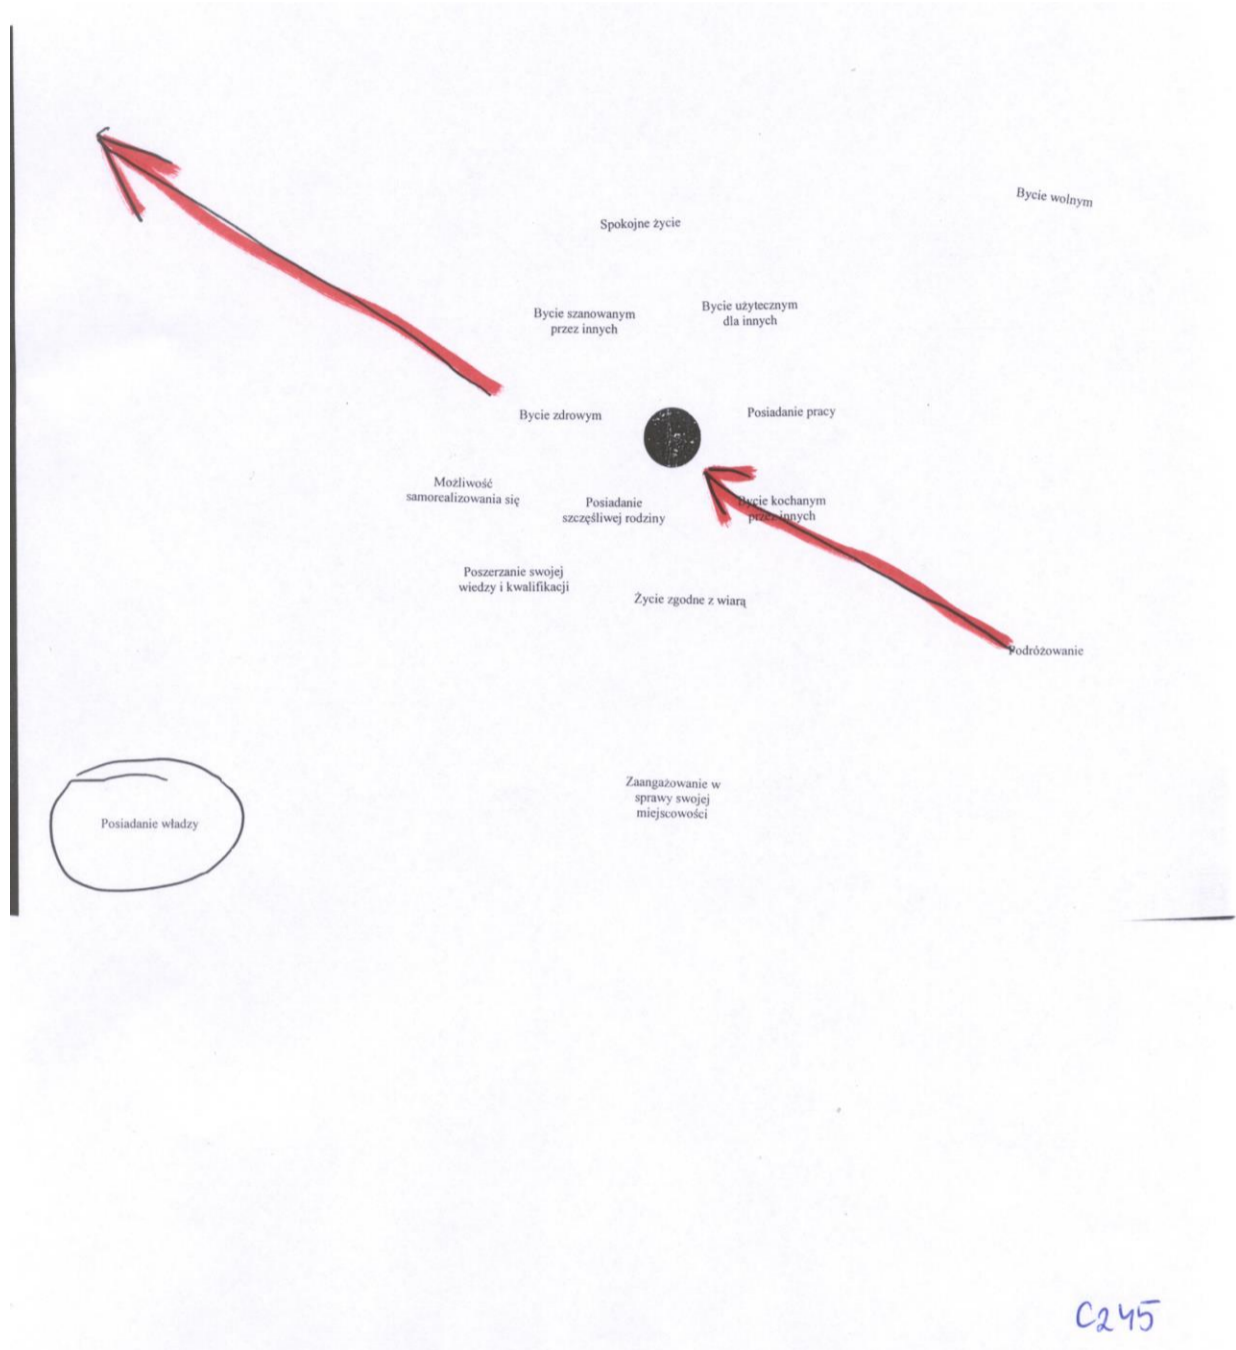 Bycie wolnym
Spokojne życie
Bycie szanowanym
przez innych
Bycie użytecznym
dla innych
Bycie zdrowym
Posiadanie pracy
Możliwość
samorealizowania się
Posiadanie
szczęśliwej rodziny
Bycie kochanym
przez innych
Poszerzanie swojej
wiedzy i kwalifikacji
Życie zgodne z wiarą
Podróżowanie
Zaangażowanie w
sprawy swojej
miejscowości
Posiadanie władzy
C245